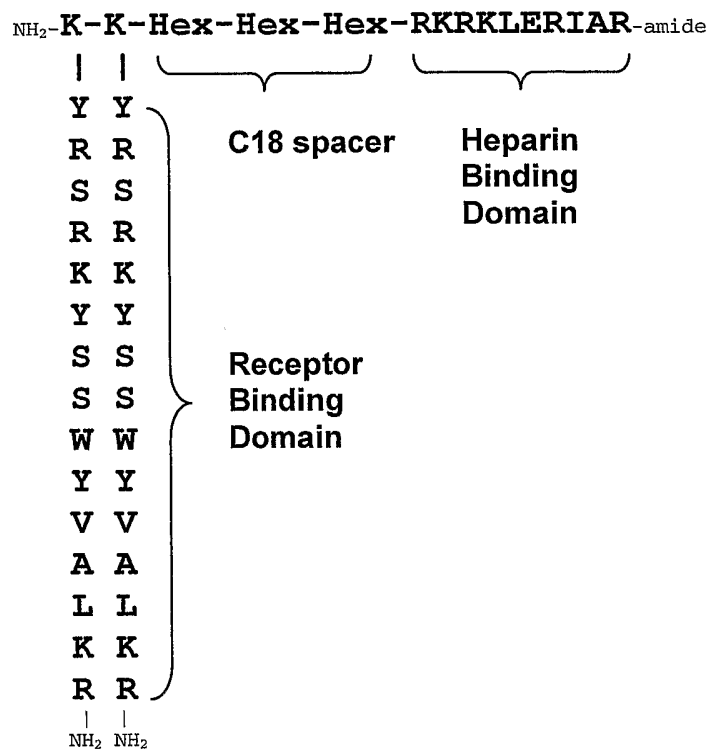 NH₂-K-K-Hex-Hex-Hex-RKRKLERIAR-amide
Y Y
R R
S S
R R
K K
Y Y
S S
S S
W W
Y Y
V V
A A
L L
K K
R R
NH₂ NH₂
C18 spacer
Heparin
Binding
Domain
Receptor
Binding
Domain